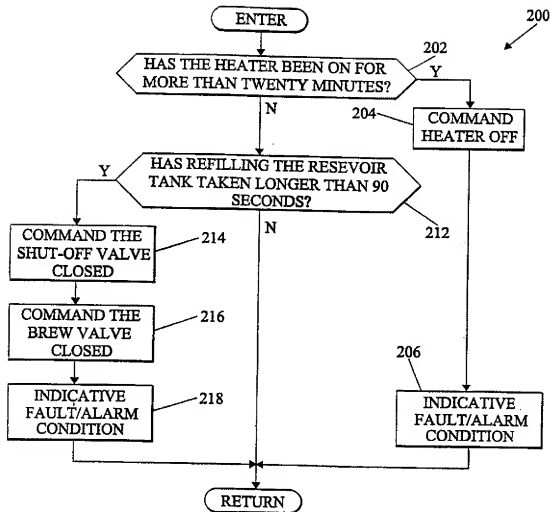 ENTER
200
202
HAS THE HEATER BEEN ON FOR
MORE THAN TWENTY MINUTES?
Y
N
204
COMMAND
HEATER OFF
HAS REFILLING THE RESEVOIR
TANK TAKEN LONGER THAN 90
SECONDS?
Y
212
N
COMMAND THE
SHUT-OFF VALVE
CLOSED
214
COMMAND THE
BREW VALVE
CLOSED
216
206
INDICATIVE
FAULT/ALARM
CONDITION
218
INDICATIVE
FAULT/ALARM
CONDITION
RETURN